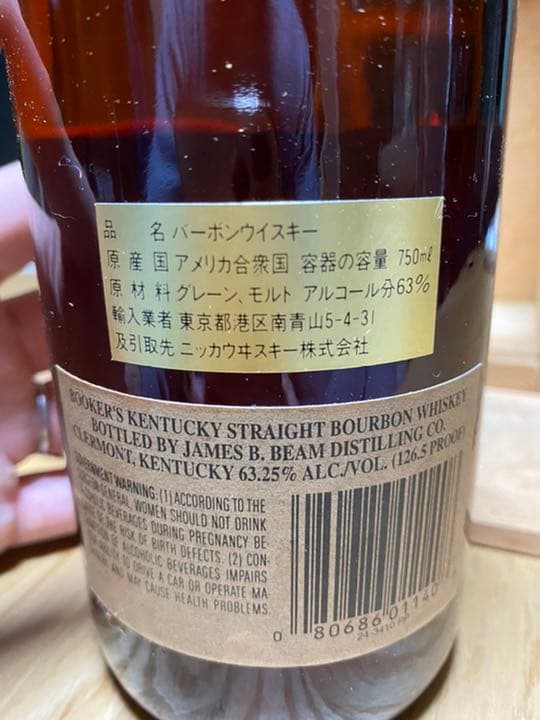 品 名 バーボンウイスキー
原産国 アメリカ合衆国 容器の容量 750ml
原材料 グレーン、モルト アルコール分63%
輸入業者 東京都港区南青山5-4-31
及引取先 ニッカウヰスキー株式会社
BOOKER'S KENTUCKY STRAIGHT BOURBON WHISKEY
BOTTLED BY JAMES B. BEAM DISTILLING CO.
CLERMONT, KENTUCKY 63.25% ALC./VOL. (126.5 PROOF)
GOVERNMENT WARNING: (1) ACCORDING TO THE
GENERAL, WOMEN SHOULD NOT DRINK
BEVERAGES DURING PREGNANCY BE-
OF THE RISK OF BIRTH DEFECTS. (2) CON-
OF ALCOHOLIC BEVERAGES IMPAIRS
TO DRIVE A CAR OR OPERATE MA-
AND MAY CAUSE HEALTH PROBLEMS.
0 80686 01140
24-3410 PP